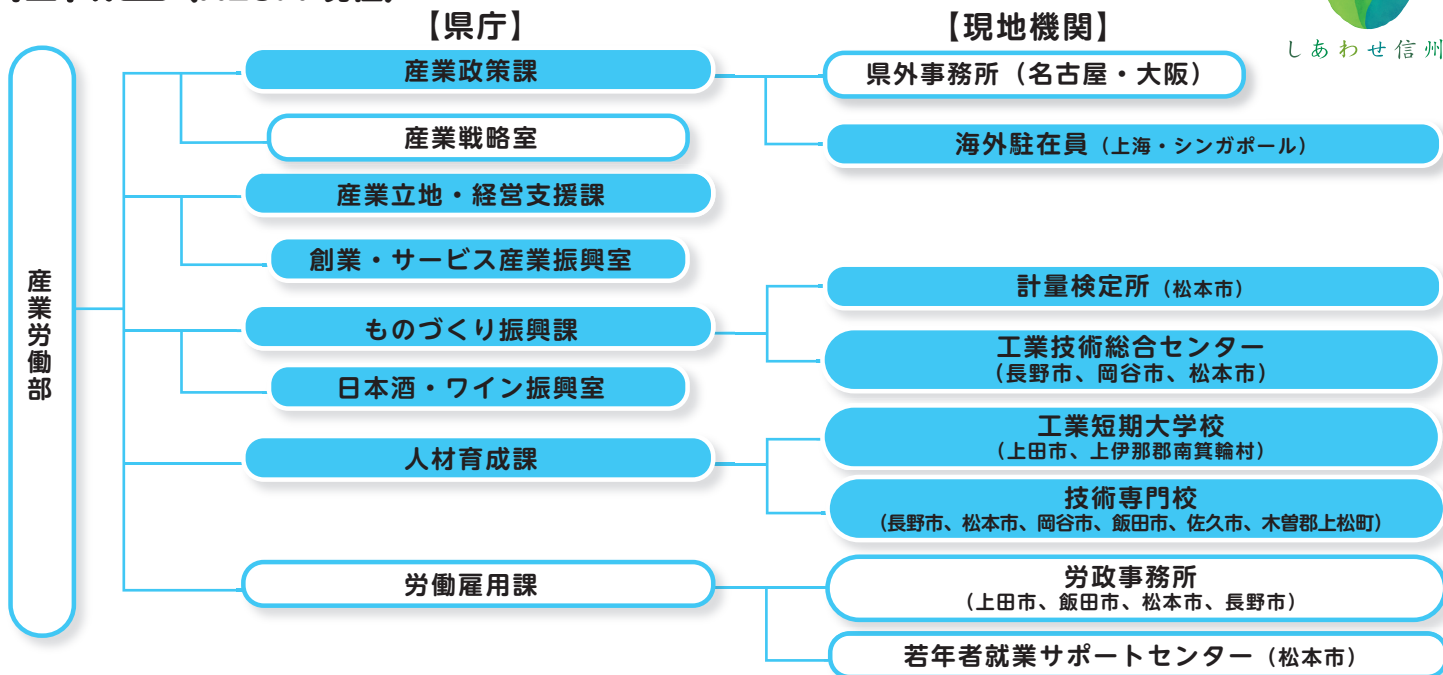 【県庁】
【現地機関】
しあわせ信州
産業労働部
産業政策課
県外事務所（名古屋・大阪）
産業戦略室
海外駐在員（上海・シンガポール）
産業立地・経営支援課
創業・サービス産業振興室
計量検定所（松本市）
ものづくり振興課
工業技術総合センター
（長野市、岡谷市、松本市）
日本酒・ワイン振興室
工業短期大学校
（上田市、上伊那郡南箕輪村）
人材育成課
技術専門校
（長野市、松本市、岡谷市、飯田市、佐久市、木曽郡上松町）
労働雇用課
労政事務所
（上田市、飯田市、松本市、長野市）
若年者就業サポートセンター（松本市）